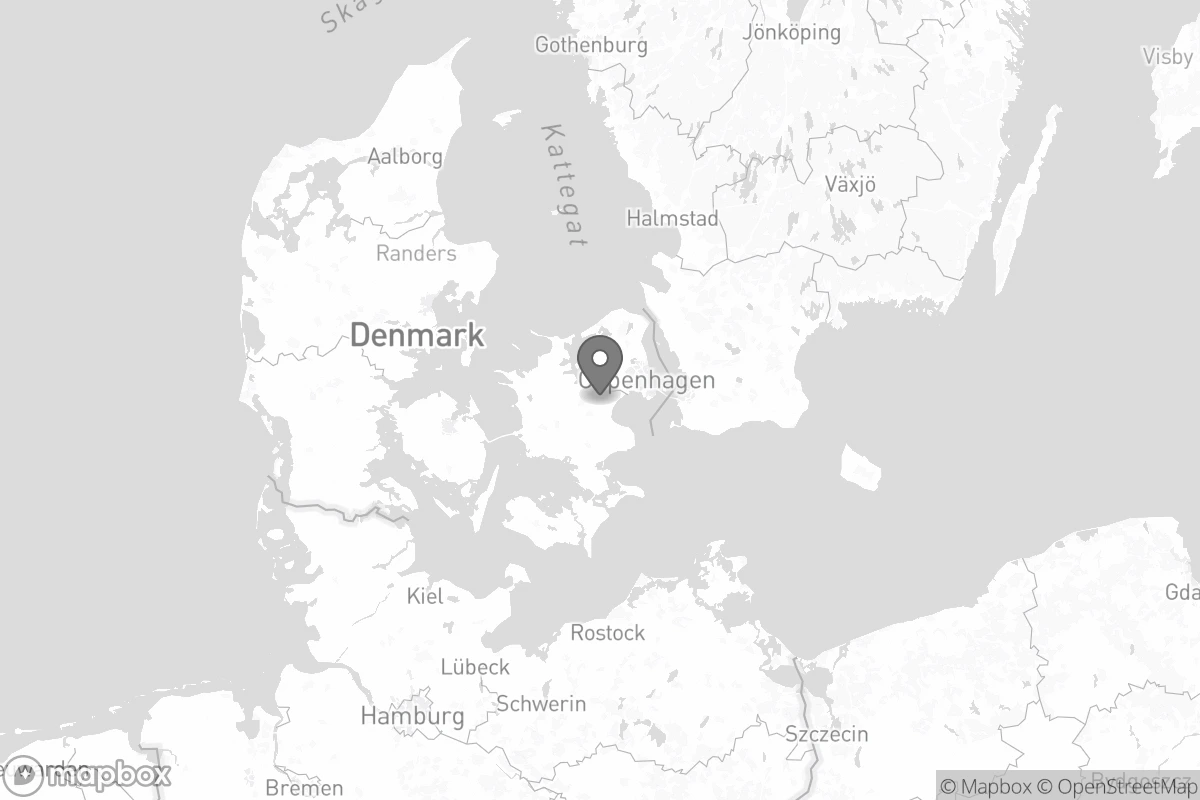 Skag
Gothenburg
Jönköping
Visby
Kattegat
Aalborg
Växjö
Halmstad
Randers
Denmark
Copenhagen
Kiel
Rostock
Gda
Lübeck
Schwerin
Hamburg
Szczecin
mapbox
Bremen
Bydgoszcz
© Mapbox © OpenStreetMap